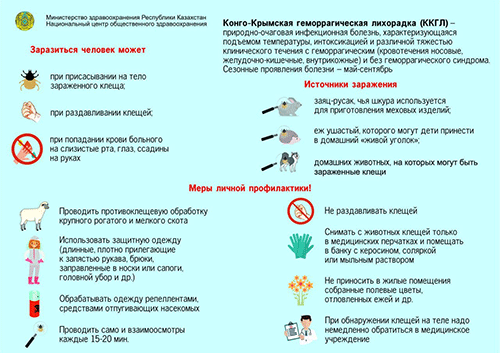 Министерство здравоохранения Республики Казахстан
Национальный центр общественного здравоохранения
Заразиться человек может
при присасывании на тело
зараженного клеща;
при раздавливании клещей;
при попадании крови больного
на слизистые рта, глаз, ссадины
на руках
Конго-Крымская геморрагическая лихорадка (ККГЛ) –
природно-очаговая инфекционная болезнь, характеризующаяся
подъемом температуры, интоксикацией и различной тяжестью
клинического течения с геморрагическим (кровотечения носовые,
желудочно-кишечные, внутрикожные) и без геморрагического синдрома.
Сезонные проявления болезни – май-сентябрь
Источники заражения
заяц-русак, чья шкура используется
для приготовления меховых изделий;
еж ушастый, которого могут дети принести
в домашний «живой уголок»;
домашних животных, на которых могут быть
зараженные клещи
Меры личной профилактики!
Проводить противоклещевую обработку
крупного рогатого и мелкого скота
Использовать защитную одежду
(длинные, плотно прилегающие
к запястью рукава, брюки,
заправленные в носки или сапоги,
головной убор и др.)
Обрабатывать одежду репеллентами,
средствами отпугивающих насекомых
Проводить само и взаимоосмотры
каждые 15-20 мин.
Не раздавливать клещей
Снимать с животных клещей только
в медицинских перчатках и помещать
в банку с керосином, соляркой
или мыльным раствором
Не приносить в жилые помещения
собранные полевые цветы,
отловленных ежей и др.
При обнаружении клещей на теле надо
немедленно обратиться в медицинское
учреждение